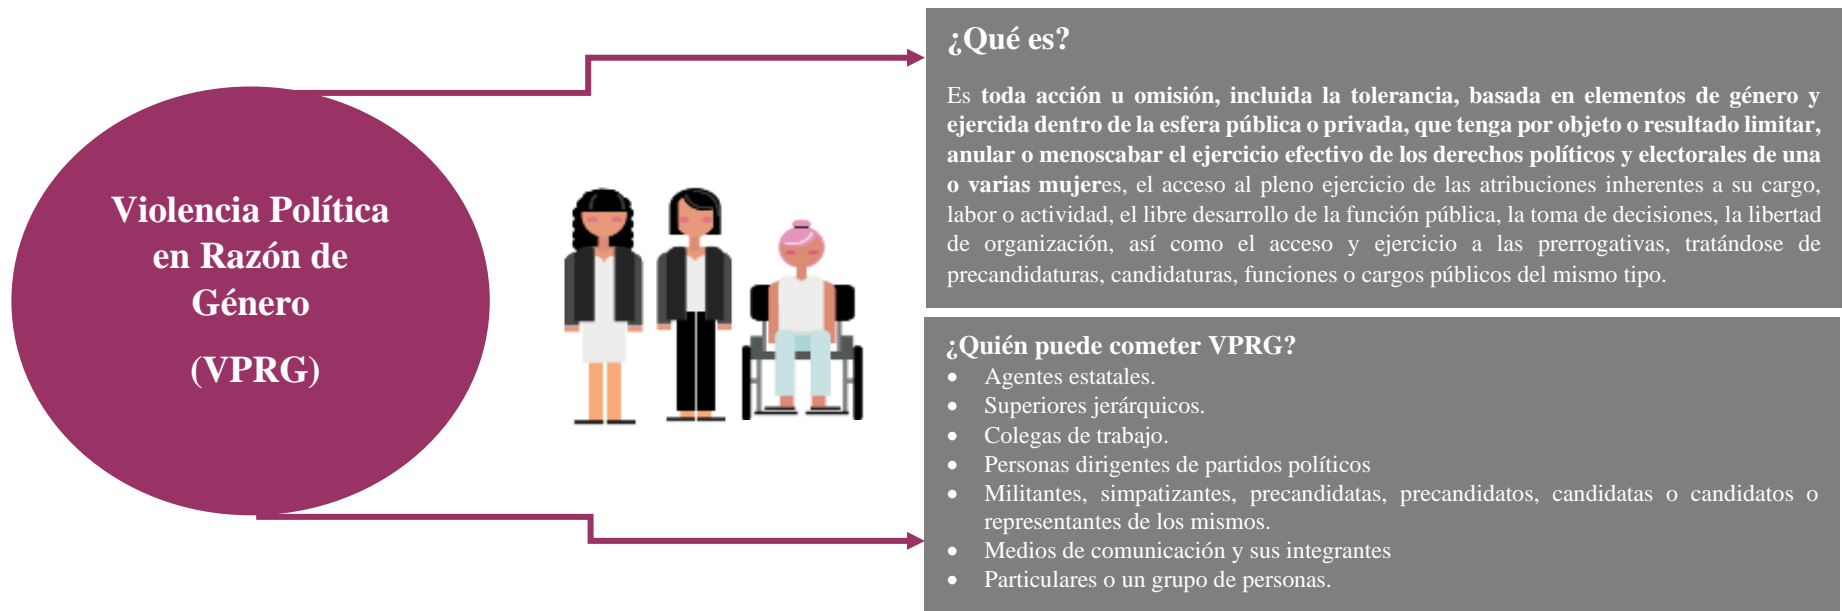 Violencia Política
en Razón de
Género
(VPRG)
¿Qué es?
Es toda acción u omisión, incluida la tolerancia, basada en elementos de género y
ejercida dentro de la esfera pública o privada, que tenga por objeto o resultado limitar,
anular o menoscabar el ejercicio efectivo de los derechos políticos y electorales de una
o varias mujeres, el acceso al pleno ejercicio de las atribuciones inherentes a su cargo,
labor o actividad, el libre desarrollo de la función pública, la toma de decisiones, la libertad
de organización, así como el acceso y ejercicio a las prerrogativas, tratándose de
precandidaturas, candidaturas, funciones o cargos públicos del mismo tipo.
¿Quién puede cometer VPRG?
• Agentes estatales.
• Superiores jerárquicos.
• Colegas de trabajo.
• Personas dirigentes de partidos políticos
• Militantes, simpatizantes, precandidatas, precandidatos, candidatas o candidatos o
representantes de los mismos.
• Medios de comunicación y sus integrantes
• Particulares o un grupo de personas.